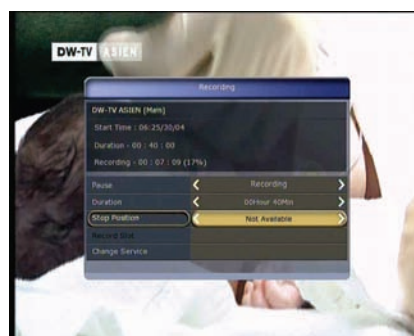 DW-TV ASIEN
Recording
DW-TV ASIEN (Main)
Start Time : 06:25/30/04
Duration - 00 : 40 : 00
Recording - 00 : 07 : 09 (17%)
Pause Recording
Duration 00Hour 40Min
Stop Position Not Available
Record List
Change Service